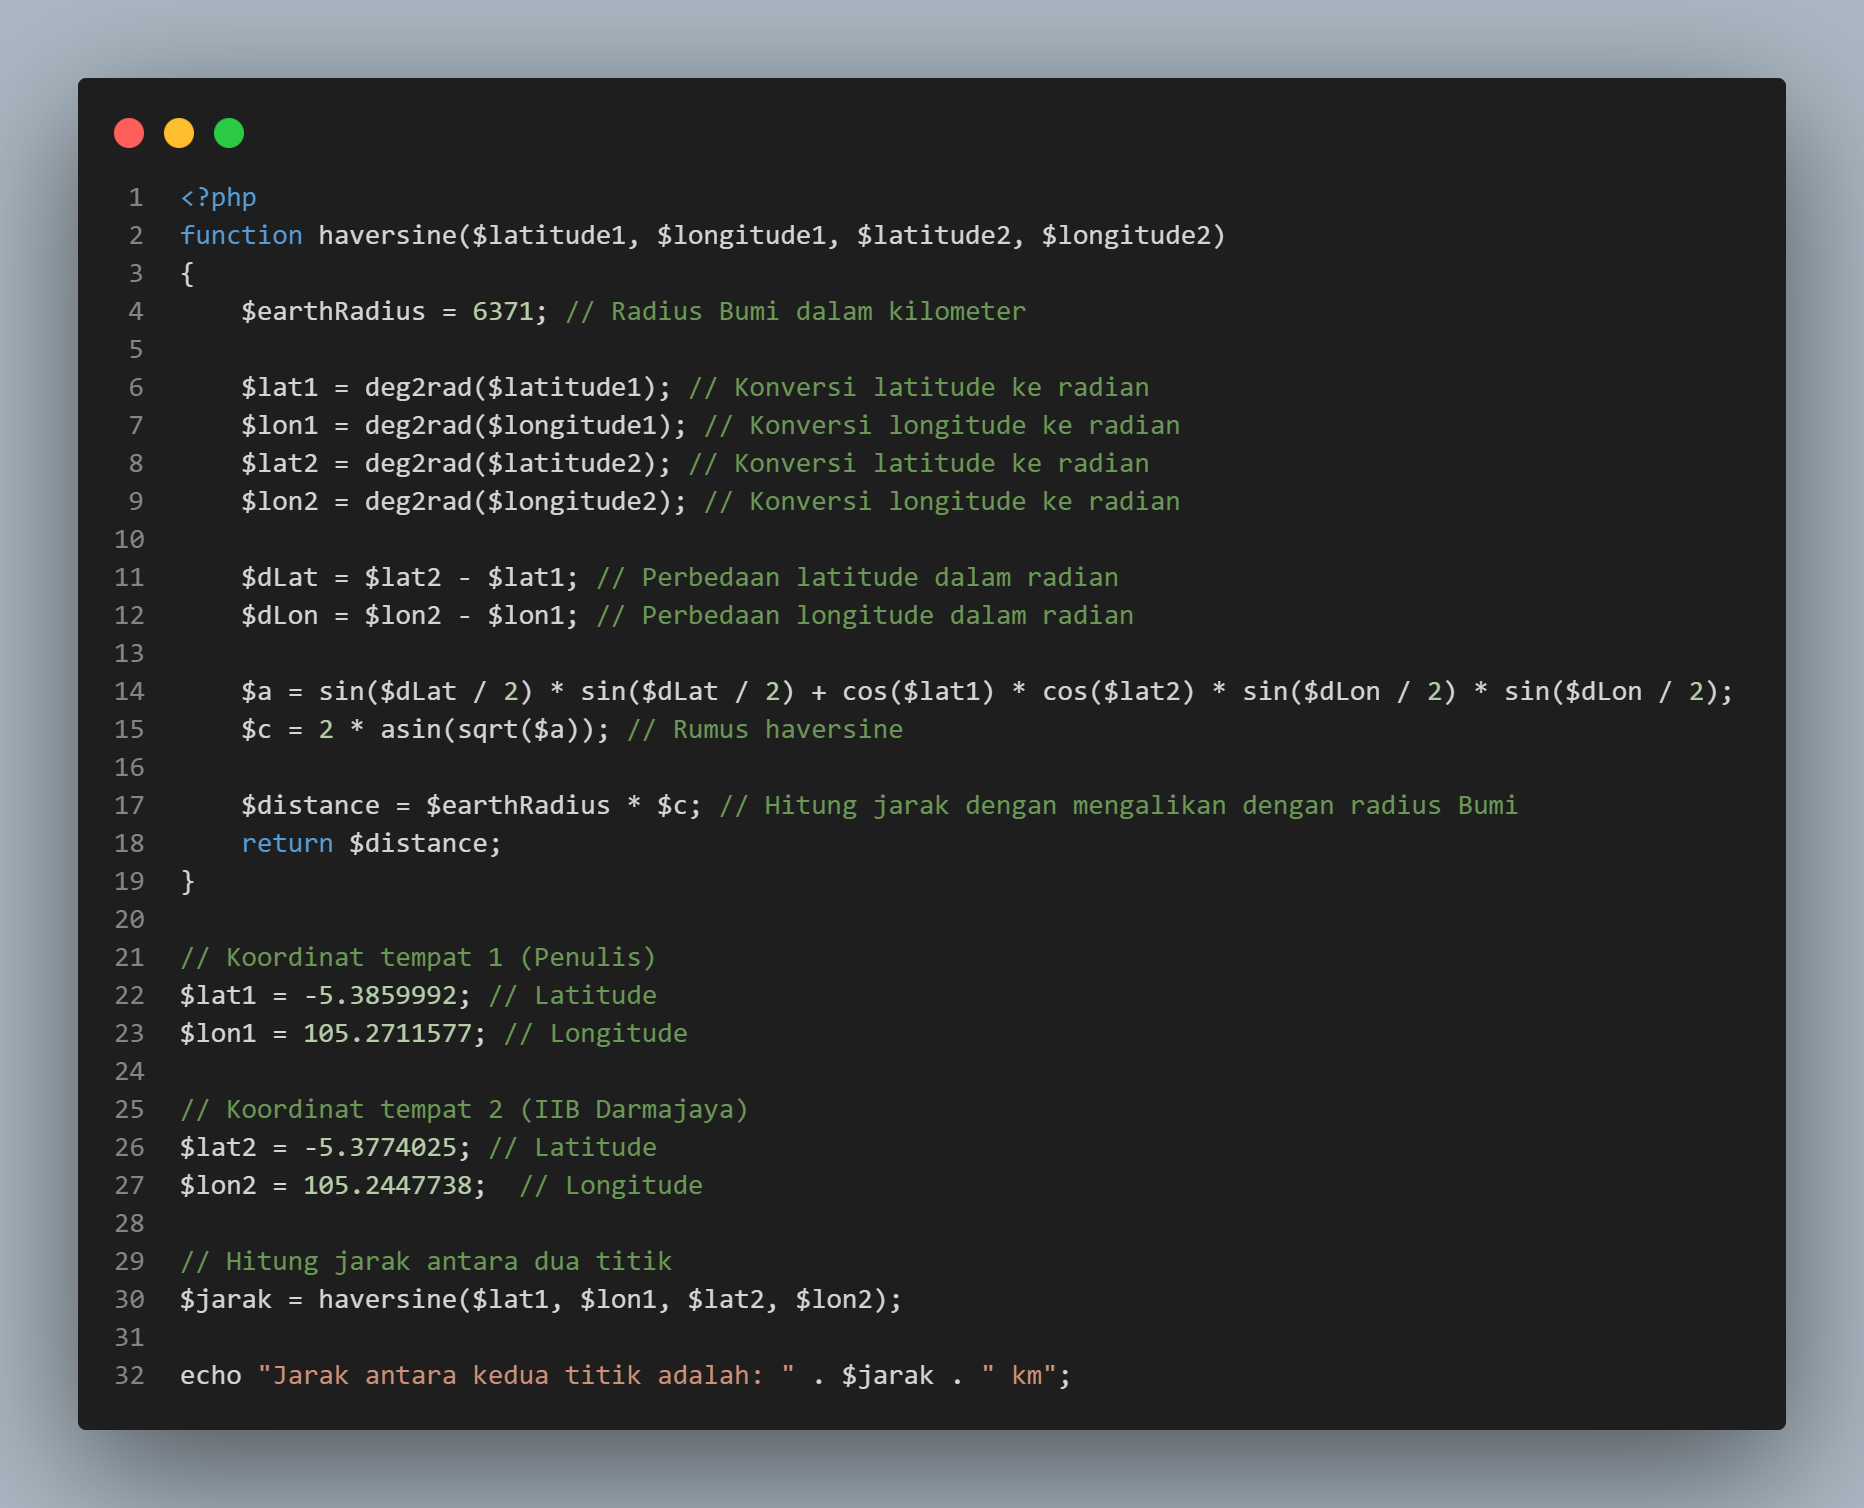 1 <?php
2 function haversine($latitude1, $longitude1, $latitude2, $longitude2)
3 {
4     $earthRadius = 6371; // Radius Bumi dalam kilometer
5
6     $lat1 = deg2rad($latitude1); // Konversi latitude ke radian
7     $lon1 = deg2rad($longitude1); // Konversi longitude ke radian
8     $lat2 = deg2rad($latitude2); // Konversi latitude ke radian
9     $lon2 = deg2rad($longitude2); // Konversi longitude ke radian
10
11     $dLat = $lat2 - $lat1; // Perbedaan latitude dalam radian
12     $dLon = $lon2 - $lon1; // Perbedaan longitude dalam radian
13
14     $a = sin($dLat / 2) * sin($dLat / 2) + cos($lat1) * cos($lat2) * sin($dLon / 2) * sin($dLon / 2);
15     $c = 2 * asin(sqrt($a)); // Rumus haversine
16
17     $distance = $earthRadius * $c; // Hitung jarak dengan mengalikan dengan radius Bumi
18     return $distance;
19 }
20
21 // Koordinat tempat 1 (Penulis)
22 $lat1 = -5.3859992; // Latitude
23 $lon1 = 105.2711577; // Longitude
24
25 // Koordinat tempat 2 (IIB Darmajaya)
26 $lat2 = -5.3774025; // Latitude
27 $lon2 = 105.2447738;  // Longitude
28
29 // Hitung jarak antara dua titik
30 $jarak = haversine($lat1, $lon1, $lat2, $lon2);
31
32 echo "Jarak antara kedua titik adalah: " . $jarak . " km";